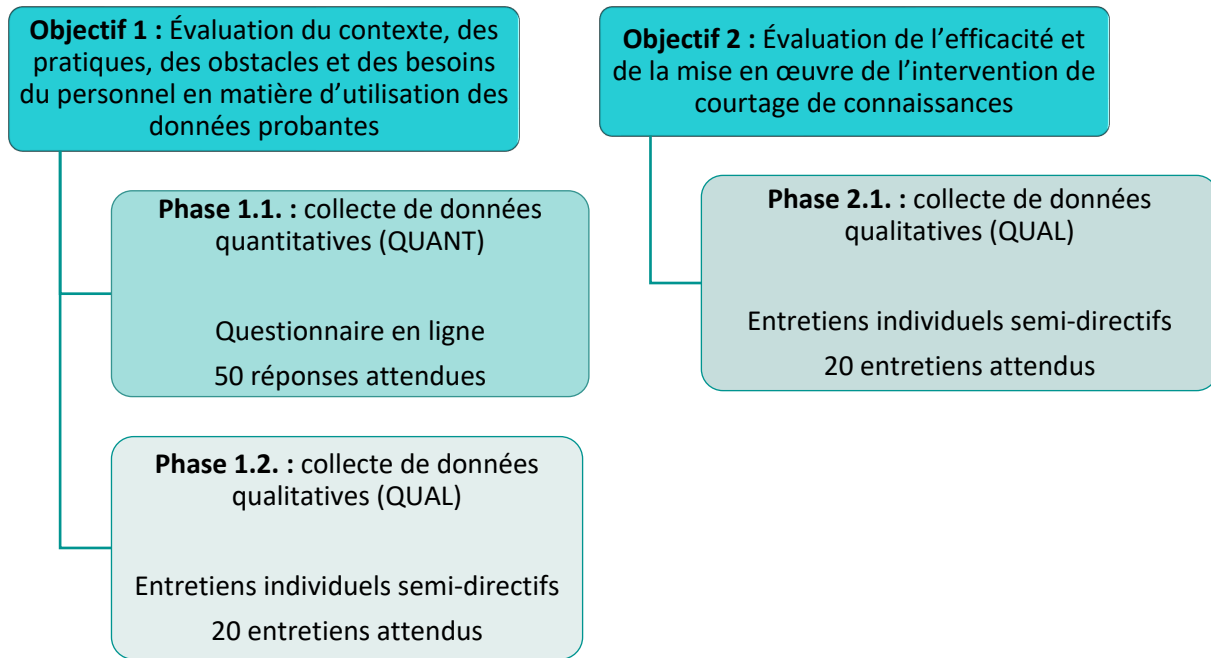 Objectif 1 : Évaluation du contexte, des
pratiques, des obstacles et des besoins
du personnel en matière d’utilisation des
données probantes
Phase 1.1. : collecte de données
quantitatives (QUANT)
Questionnaire en ligne
50 réponses attendues
Phase 1.2. : collecte de données
qualitatives (QUAL)
Entretiens individuels semi-directifs
20 entretiens attendus
Objectif 2 : Évaluation de l’efficacité et
de la mise en œuvre de l’intervention de
courtage de connaissances
Phase 2.1. : collecte de données
qualitatives (QUAL)
Entretiens individuels semi-directifs
20 entretiens attendus